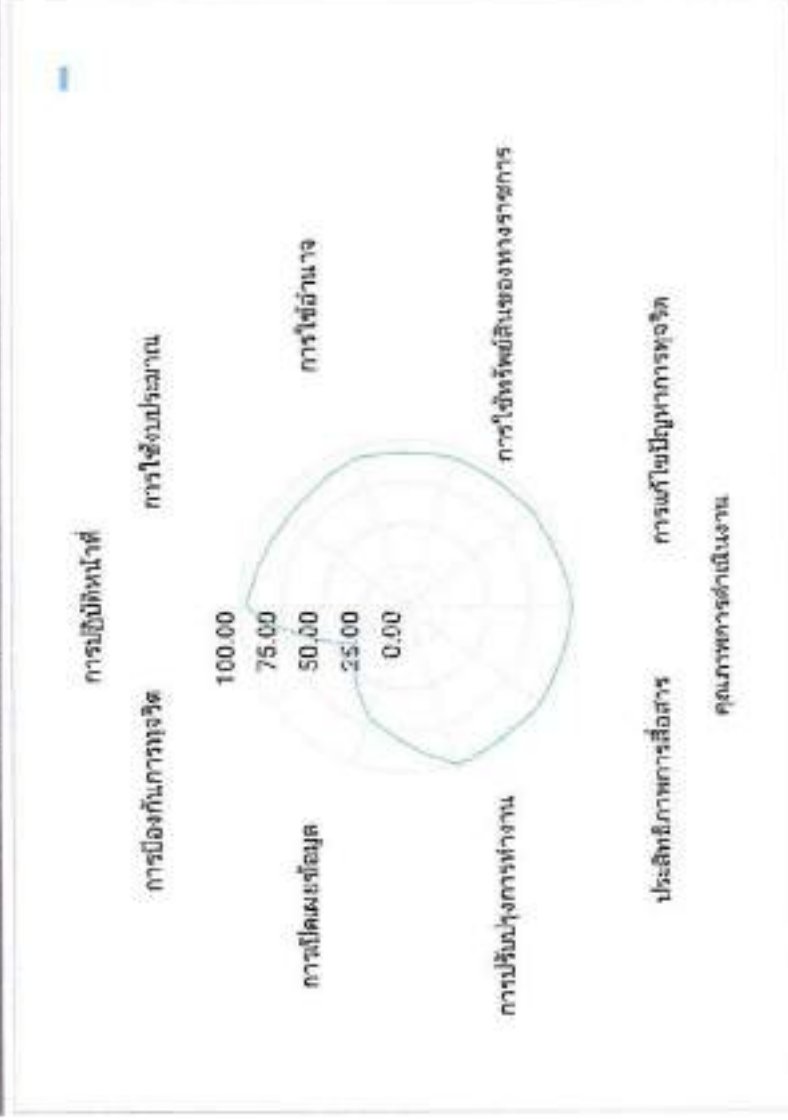 การปฏิบัติหน้าที่
การป้องกันการทุจริต
การใช้งบประมาณ
100.00
75.00
50.00
25.00
0.00
การเปิดเผยข้อมูล
การใช้อำนาจ
การปรับปรุงการทำงาน
การใช้ทรัพย์สินของทางราชการ
ประสิทธิภาพการสื่อสาร
การแก้ไขปัญหาการทุจริต
คุณภาพการดำเนินงาน